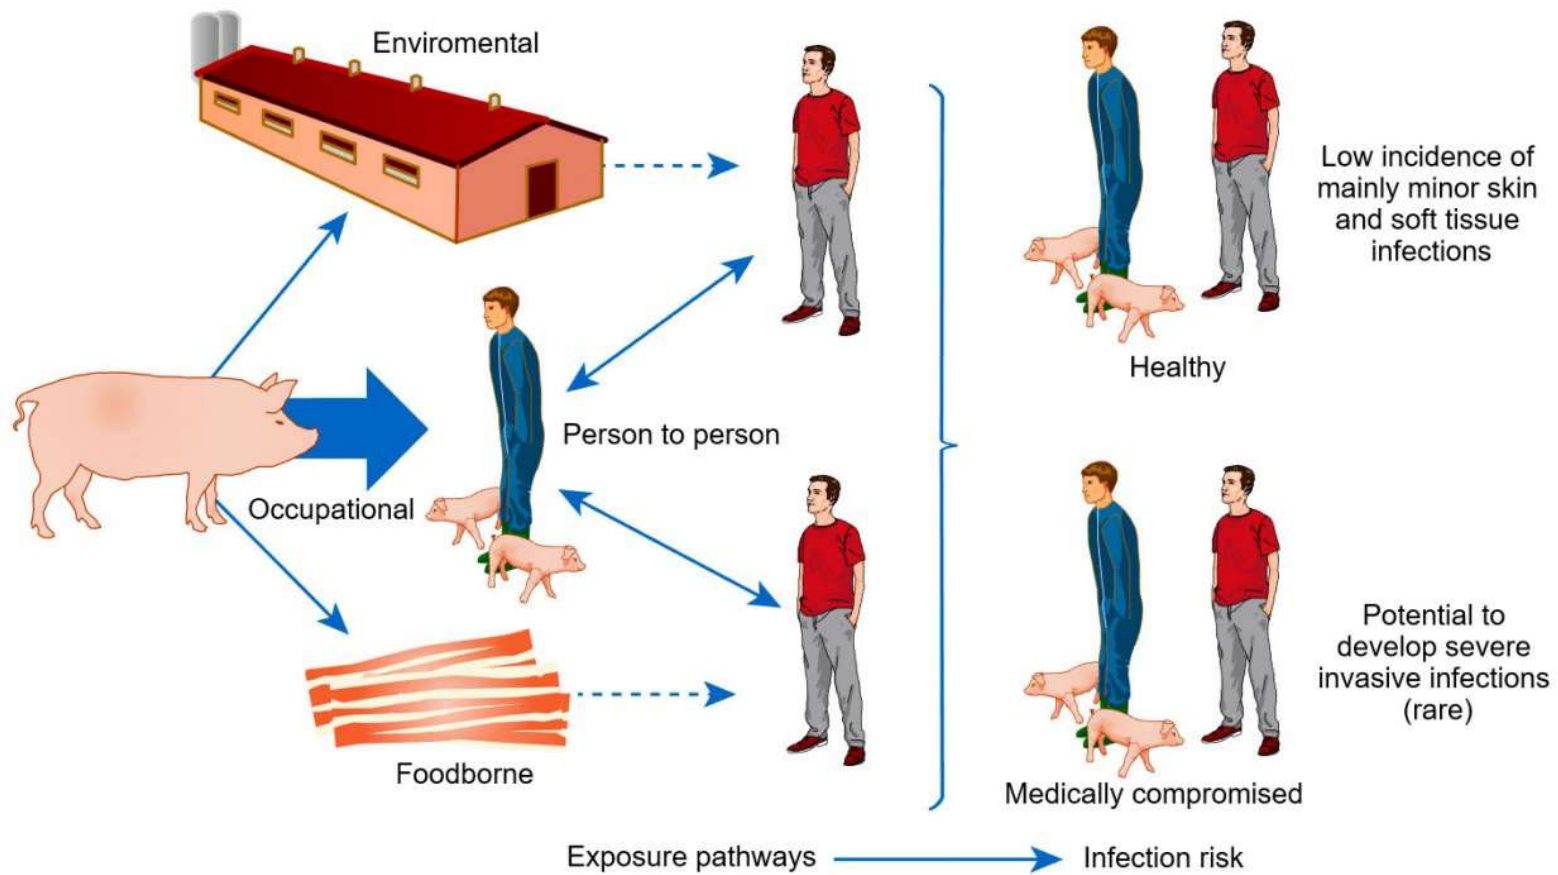 Enviromental
Occupational
Person to person
Foodborne
Low incidence of
mainly minor skin
and soft tissue
infections
Healthy
Potential to
develop severe
invasive infections
(rare)
Medically compromised
Exposure pathways
Infection risk